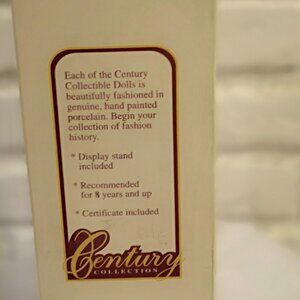 Each of the Century
Collectible Dolls is
beautifully fashioned in
genuine, hand painted
porcelain. Begin your
collection of fashion
history.
* Display stand
included
* Recommended
for 8 years and up
* Certificate included
Century
COLLECTION